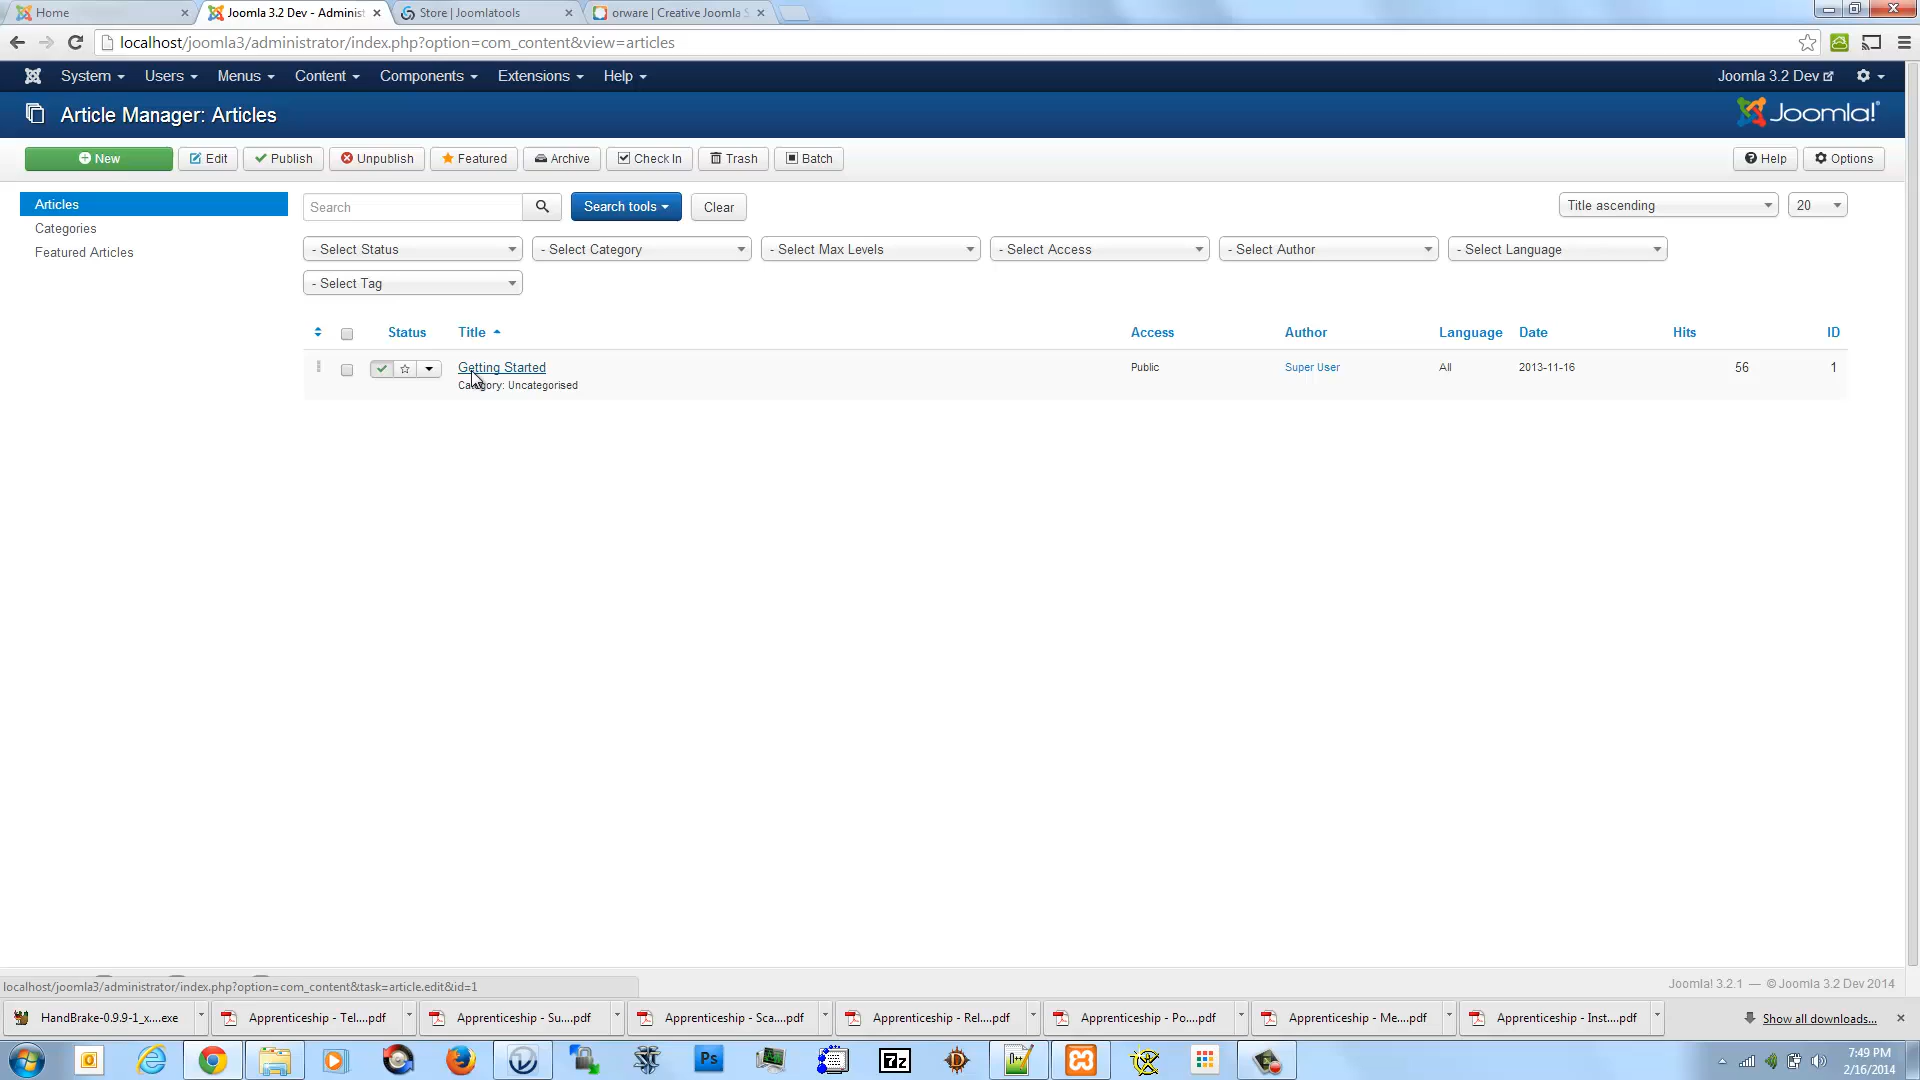 Home
Joomla 3.2 Dev - Adminis
Store | Joomlatools
orware | Creative Joomla S
localhost/joomla3/administrator/index.php?option=com_content&view=articles
System Users Menus Content Components Extensions Help
Joomla 3.2 Dev
Article Manager: Articles
Joomla!
New Edit Publish Unpublish Featured Archive Check In Trash Batch
Help Options
Articles
Categories
Featured Articles
Search
Search tools
Clear
Title ascending
20
- Select Status
- Select Category
- Select Max Levels
- Select Access
- Select Author
- Select Language
- Select Tag
Status Title Access Author Language Date Hits ID
Getting Started Public Super User All 2013-11-16 56 1
Category: Uncategorised
localhost/joomla3/administrator/index.php?option=com_content&task=article.edit&id=1
Joomla! 3.2.1 — © Joomla 3.2 Dev 2014
HandBrake-0.9.9-1_x....exe
Apprenticeship - Tel....pdf
Apprenticeship - Su....pdf
Apprenticeship - Sca....pdf
Apprenticeship - Rel....pdf
Apprenticeship - Po....pdf
Apprenticeship - Me....pdf
Apprenticeship - Inst....pdf
Show all downloads...
Ps
7z
7:49 PM
2/16/2014